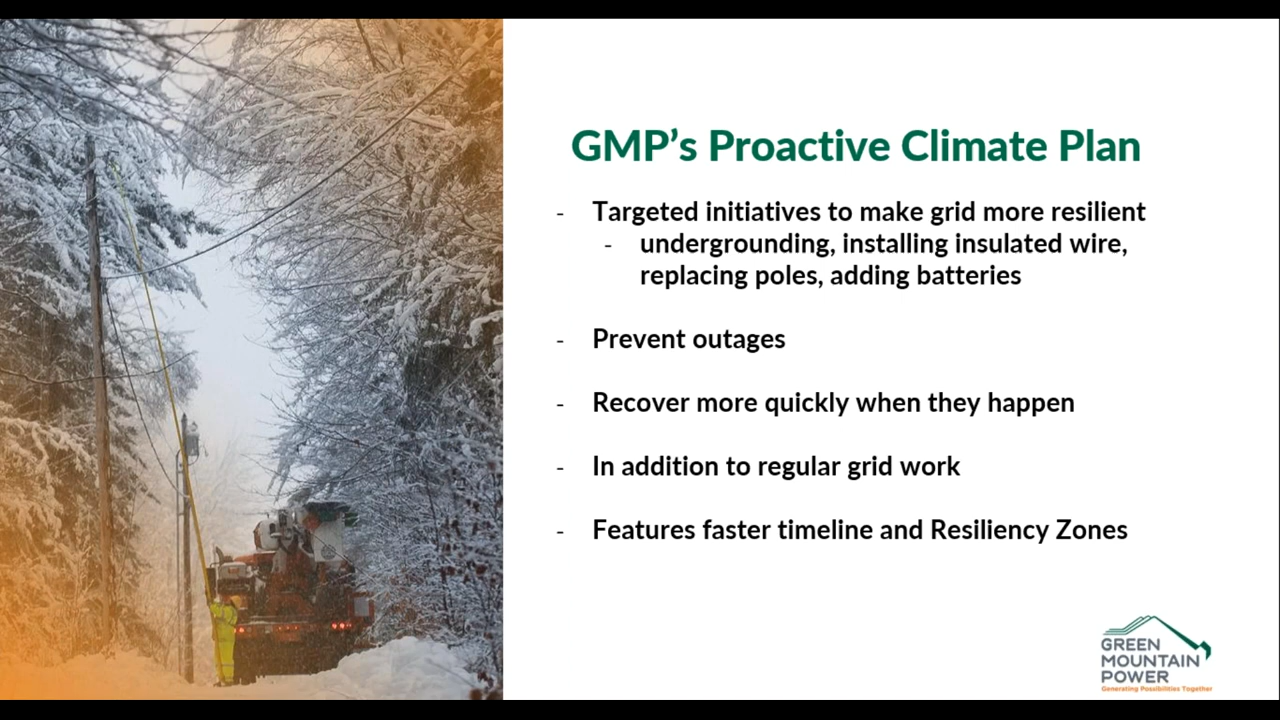 GMP’s Proactive Climate Plan
- Targeted initiatives to make grid more resilient
- undergrounding, installing insulated wire,
replacing poles, adding batteries
- Prevent outages
- Recover more quickly when they happen
- In addition to regular grid work
- Features faster timeline and Resiliency Zones
GREEN
MOUNTAIN
POWER
Generating Possibilities Together